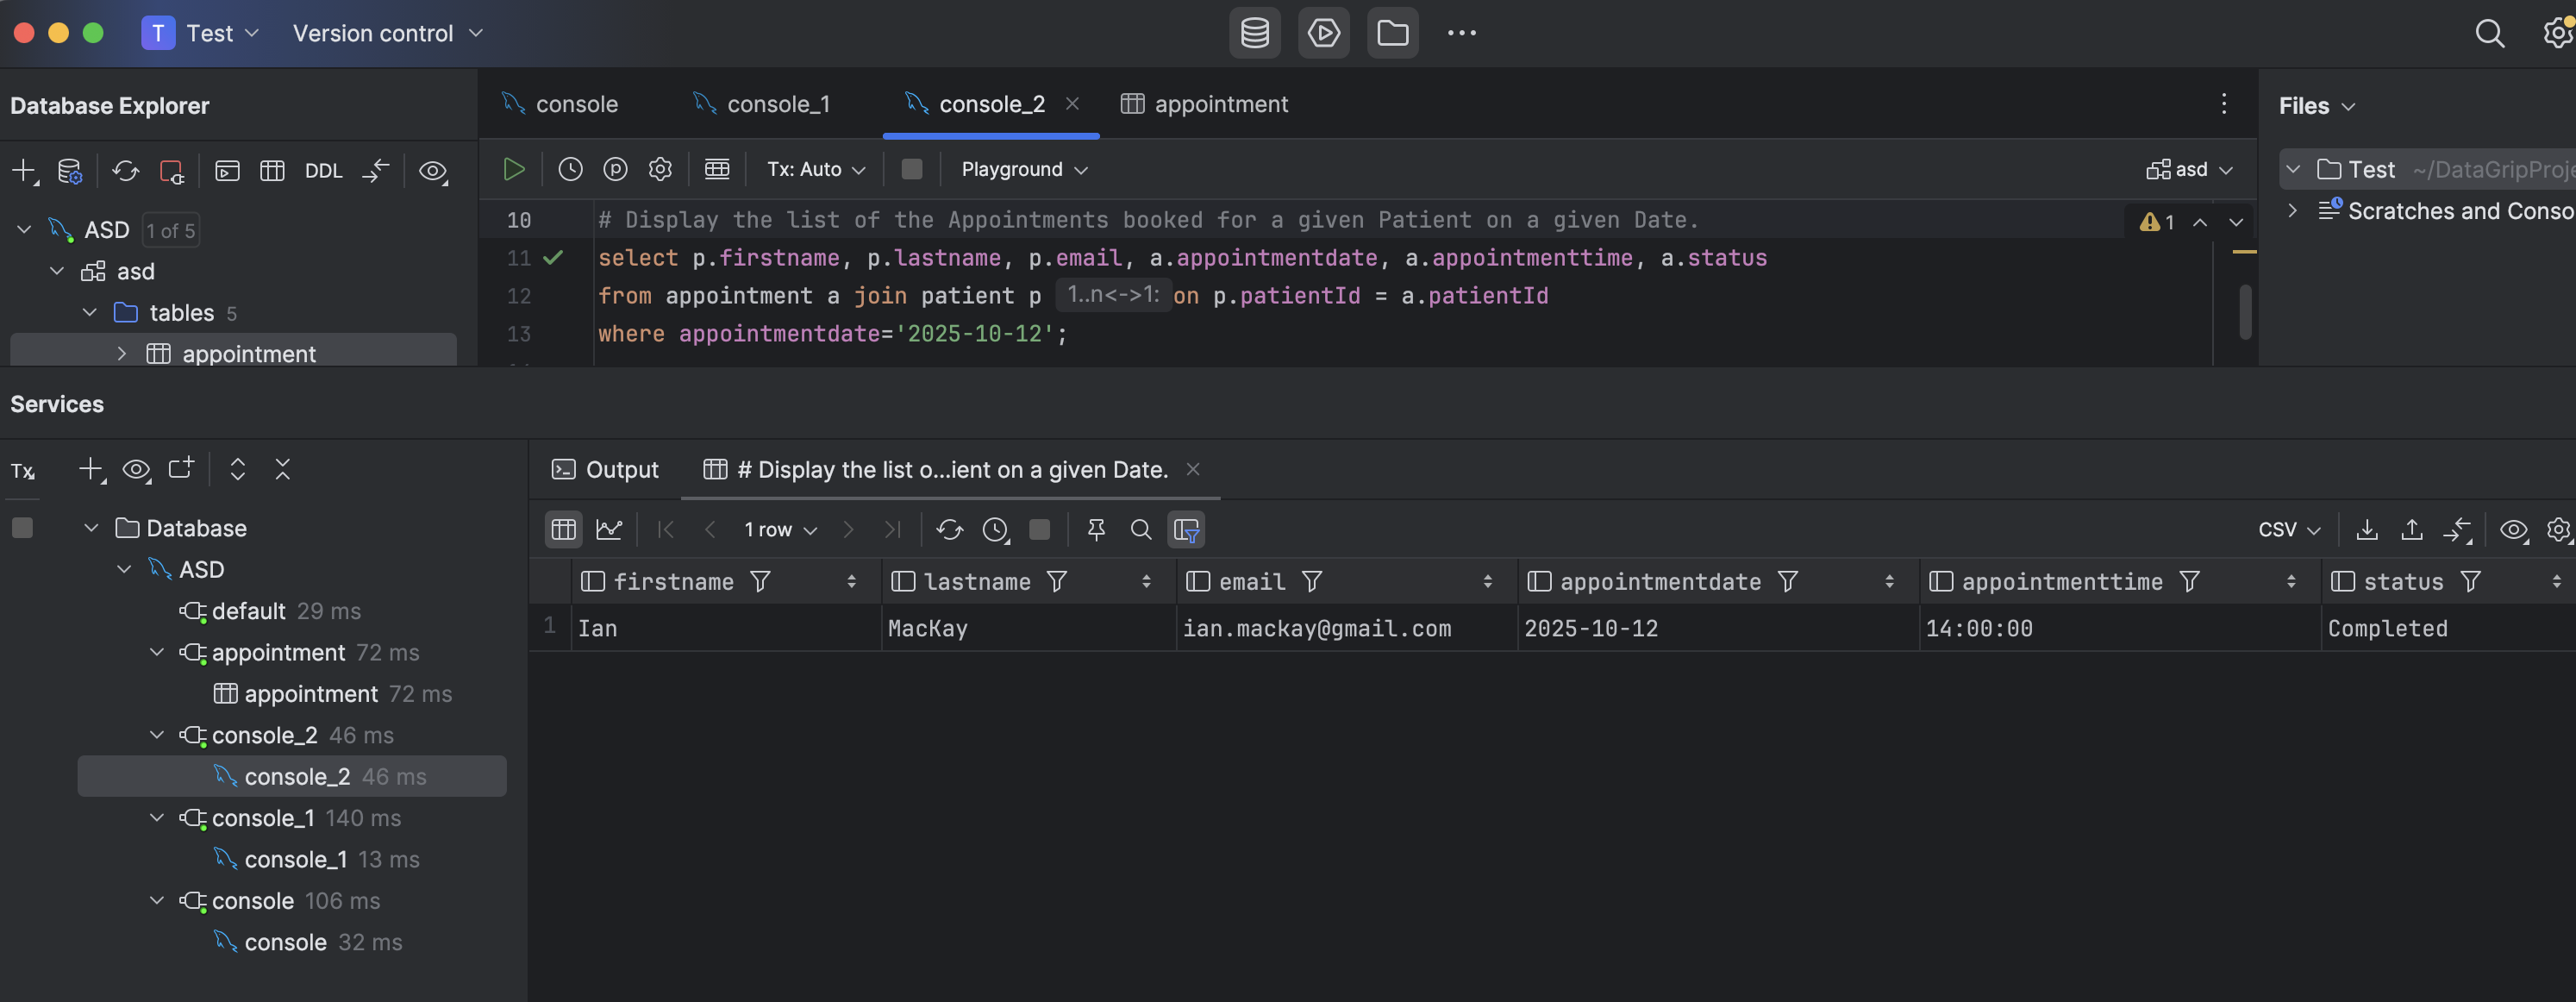 T Test Version control
Database Explorer
DDL
ASD 1 of 5
asd
tables 5
appointment
console console_1 console_2 appointment
Tx: Auto Playground asd
10 # Display the list of the Appointments booked for a given Patient on a given Date.
1
11 select p.firstname, p.lastname, p.email, a.appointmentdate, a.appointmenttime, a.status
12 from appointment a join patient p 1..n<->1: on p.patientId = a.patientId
13 where appointmentdate='2025-10-12';
Files
Test ~/DataGripProje
Scratches and Conso
Services
Tx
Database
ASD
default 29 ms
appointment 72 ms
appointment 72 ms
console_2 46 ms
console_2 46 ms
console_1 140 ms
console_1 13 ms
console 106 ms
console 32 ms
Output # Display the list o...ient on a given Date.
1 row CSV
firstname lastname email appointmentdate appointmenttime status
1 Ian MacKay ian.mackay@gmail.com 2025-10-12 14:00:00 Completed